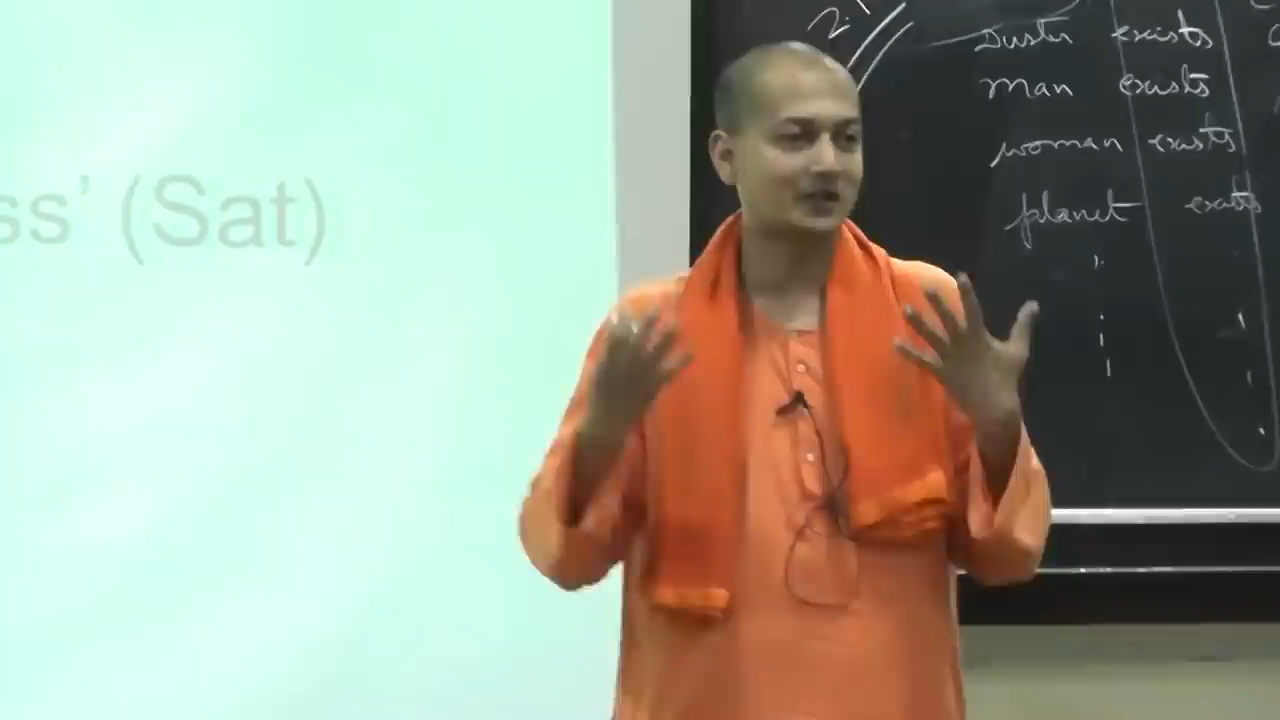 ss’ (Sat)
Duster exists
Man exists
woman exists
planet exists